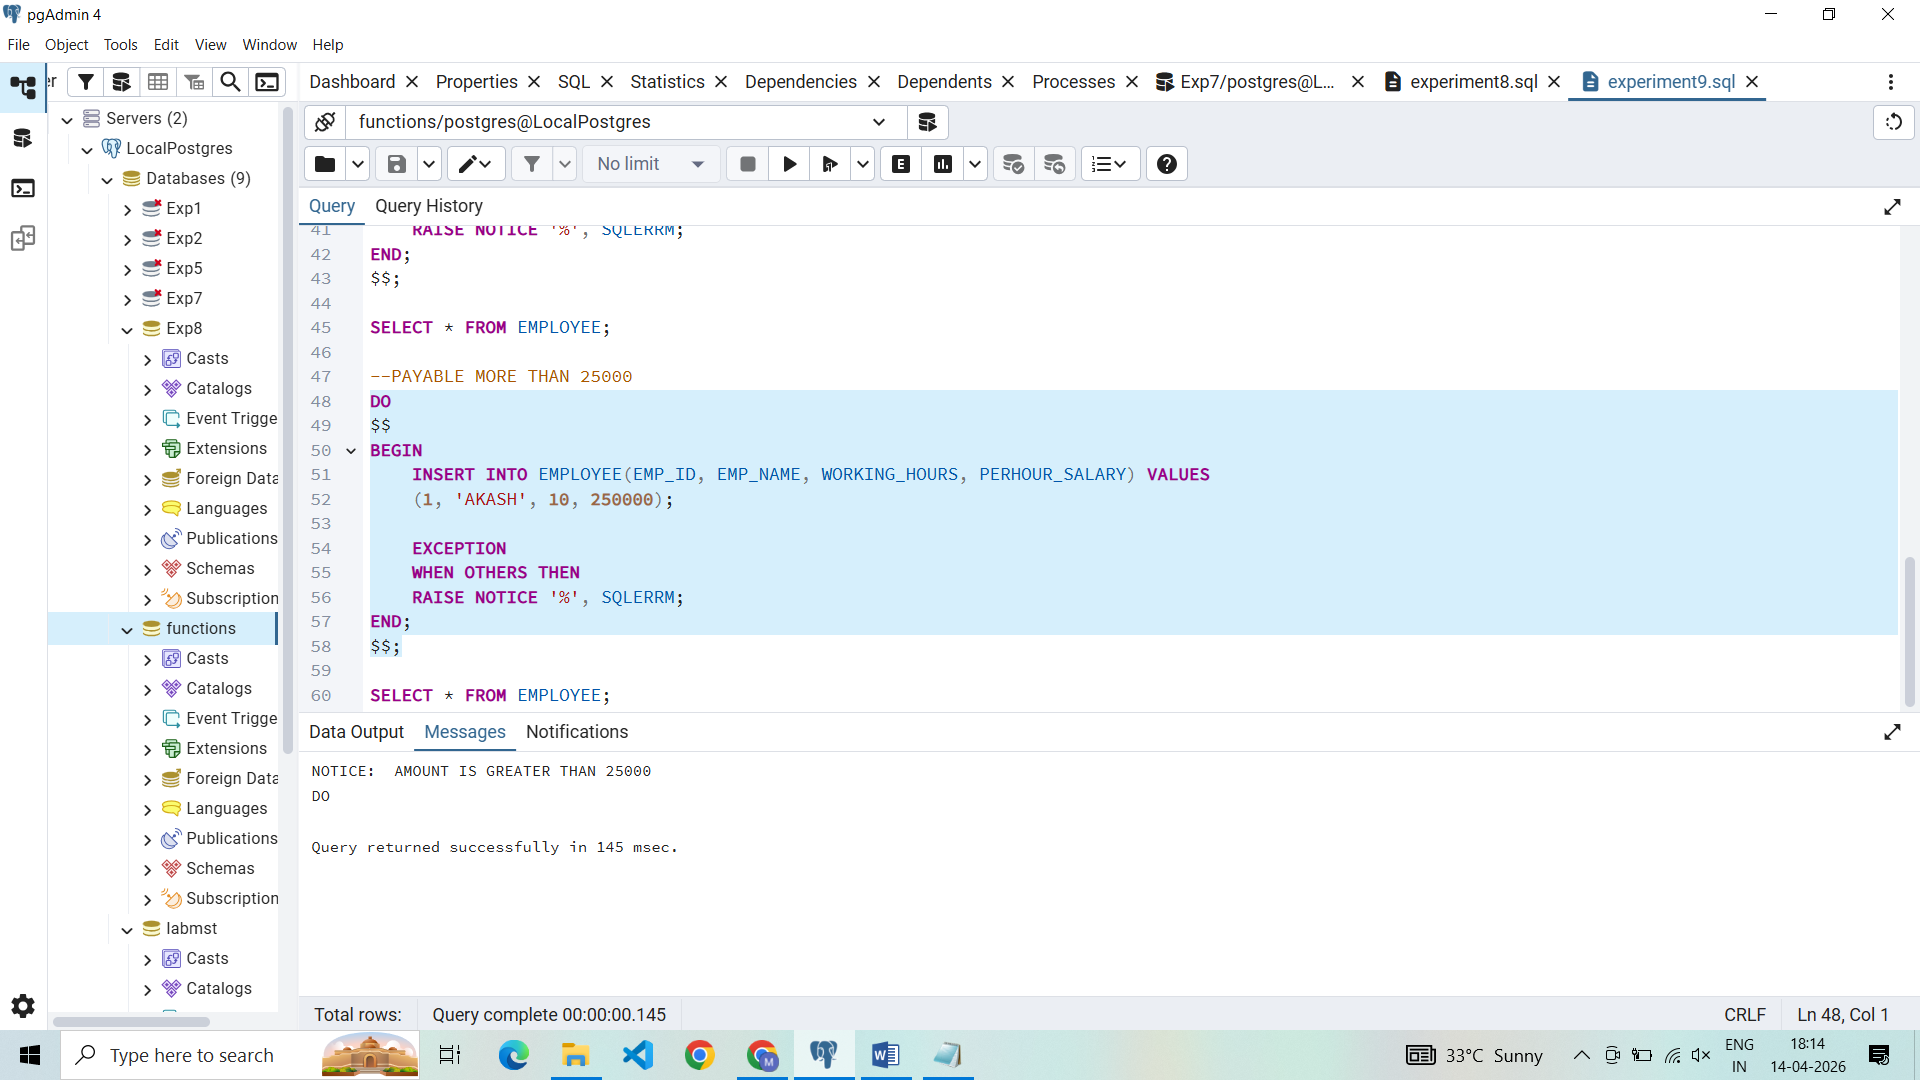 pgAdmin 4
File Object Tools Edit View Window Help
er
Dashboard Properties SQL Statistics Dependencies Dependents Processes Exp7/postgres@L... experiment8.sql experiment9.sql
Servers (2)
LocalPostgres
Databases (9)
Exp1
Exp2
Exp5
Exp7
Exp8
Casts
Catalogs
Event Trigge
Extensions
Foreign Data
Languages
Publications
Schemas
Subscription
functions
Casts
Catalogs
Event Trigge
Extensions
Foreign Data
Languages
Publications
Schemas
Subscription
labmst
Casts
Catalogs
functions/postgres@LocalPostgres
No limit
E
Query Query History
41 RAISE NOTICE '%', SQLERRM;
42 END;
43 $$;
44
45 SELECT * FROM EMPLOYEE;
46
47 --PAYABLE MORE THAN 25000
48 DO
49 $$
50 BEGIN
51 INSERT INTO EMPLOYEE(EMP_ID, EMP_NAME, WORKING_HOURS, PERHOUR_SALARY) VALUES
52 (1, 'AKASH', 10, 250000);
53
54 EXCEPTION
55 WHEN OTHERS THEN
56 RAISE NOTICE '%', SQLERRM;
57 END;
58 $$;
59
60 SELECT * FROM EMPLOYEE;
Data Output Messages Notifications
NOTICE:  AMOUNT IS GREATER THAN 25000
DO
Query returned successfully in 145 msec.
Total rows: Query complete 00:00:00.145 CRLF Ln 48, Col 1
Type here to search
33°C Sunny
ENG
IN
18:14
14-04-2026